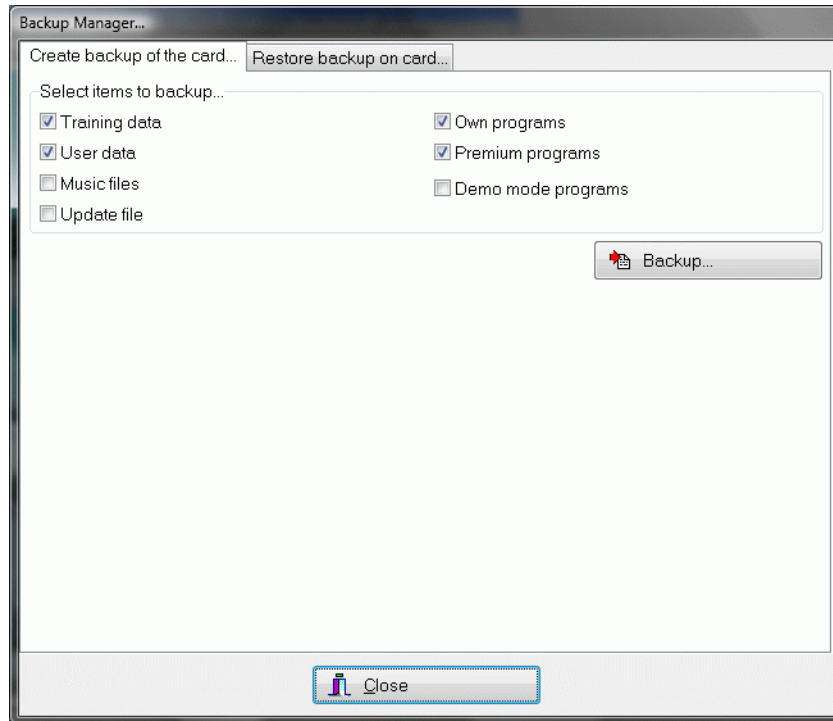 Backup Manager...
Create backup of the card... Restore backup on card...
Select items to backup...
Training data Own programs
User data Premium programs
Music files Demo mode programs
Update file
Backup...
Close